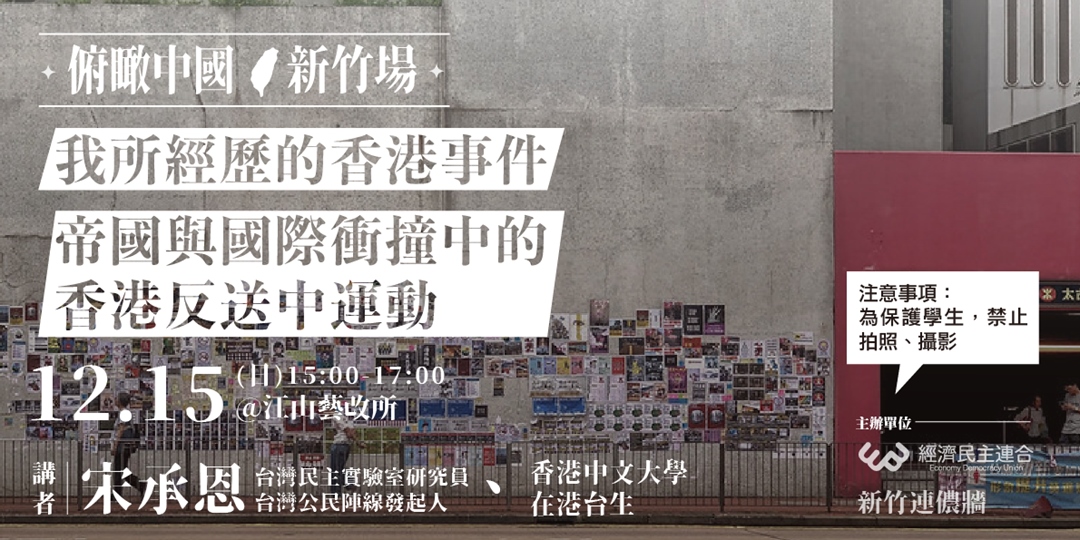 俯瞰中國 新竹場
我所經歷的香港事件
帝國與國際衝撞中的
香港反送中運動
12.15 (日)15:00-17:00
@江山藝改所
講者 宋承恩 台灣民主實驗室研究員
台灣公民陣線發起人
、 香港中文大學
在港台生
注意事項：
為保護學生，禁止
拍照、攝影
太
主辦單位
經濟民主連合
Economy Democracy Union
新竹連儂牆